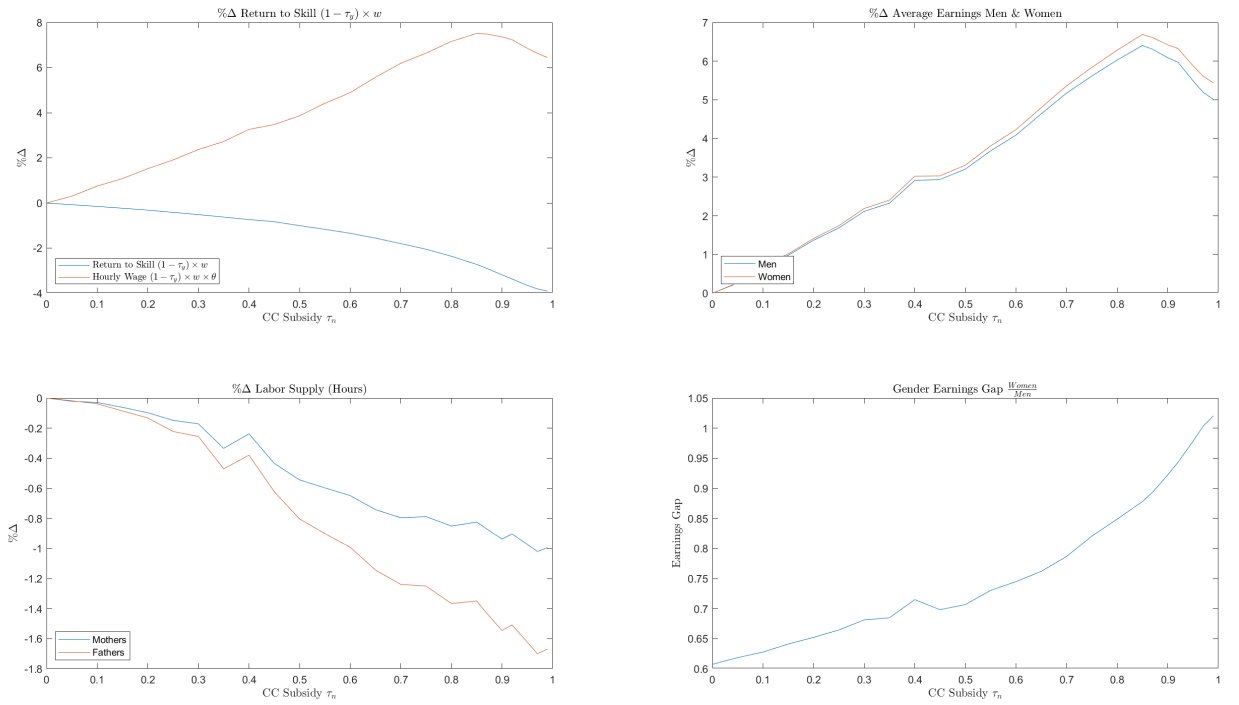 %Δ Return to Skill (1 − τ_y) × w
8
6
4
2
0
-2
-4
%Δ
Return to Skill (1 − τ_y) × w
Hourly Wage (1 − τ_y) × w × θ
0 0.1 0.2 0.3 0.4 0.5 0.6 0.7 0.8 0.9 1
CC Subsidy τ_n
%Δ Average Earnings Men & Women
7
6
5
4
3
2
1
0
%Δ
Men
Women
0 0.1 0.2 0.3 0.4 0.5 0.6 0.7 0.8 0.9 1
CC Subsidy τ_n
%Δ Labor Supply (Hours)
0
-0.2
-0.4
-0.6
-0.8
-1
-1.2
-1.4
-1.6
-1.8
%Δ
Mothers
Fathers
0 0.1 0.2 0.3 0.4 0.5 0.6 0.7 0.8 0.9 1
CC Subsidy τ_n
Gender Earnings Gap Women/Men
1.05
1
0.95
0.9
0.85
0.8
0.75
0.7
0.65
0.6
Earnings Gap
0 0.1 0.2 0.3 0.4 0.5 0.6 0.7 0.8 0.9 1
CC Subsidy τ_n